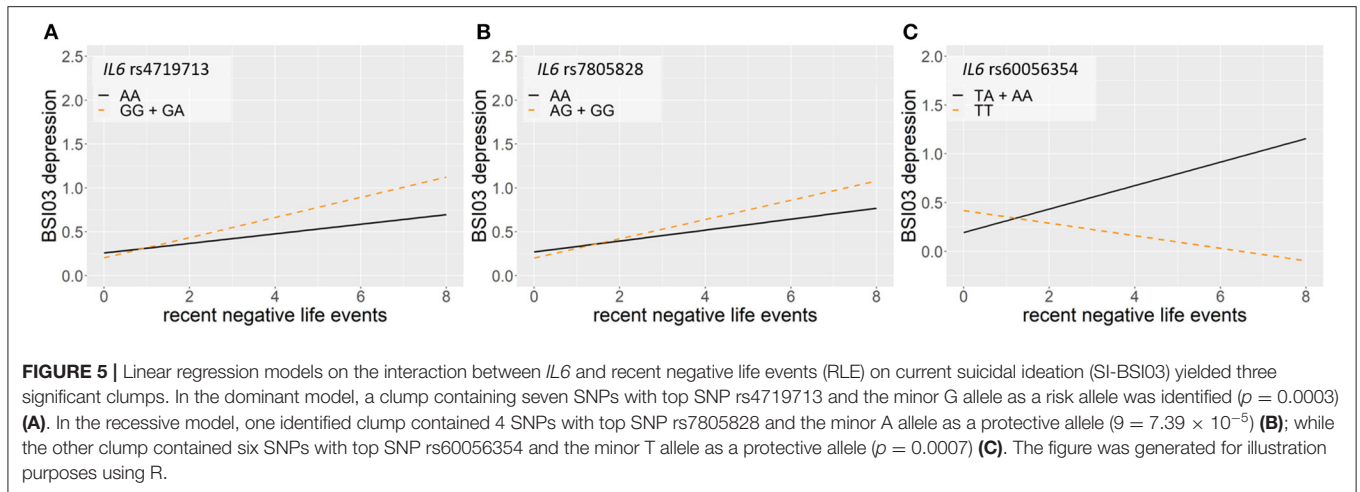 A
IL6 rs4719713
AA
GG + GA
2.5
2.0
1.5
1.0
0.5
0.0
BSI03 depression
0 2 4 6 8
recent negative life events
B
IL6 rs7805828
AA
AG + GG
2.5
2.0
1.5
1.0
0.5
0.0
BSI03 depression
0 2 4 6 8
recent negative life events
C
IL6 rs60056354
TA + AA
TT
2.0
1.5
1.0
0.5
0.0
BSI03 depression
0 2 4 6 8
recent negative life events
FIGURE 5 | Linear regression models on the interaction between IL6 and recent negative life events (RLE) on current suicidal ideation (SI-BSI03) yielded three
significant clumps. In the dominant model, a clump containing seven SNPs with top SNP rs4719713 and the minor G allele as a risk allele was identified (p = 0.0003)
(A). In the recessive model, one identified clump contained 4 SNPs with top SNP rs7805828 and the minor A allele as a protective allele (9 = 7.39 × 10⁻⁵) (B); while
the other clump contained six SNPs with top SNP rs60056354 and the minor T allele as a protective allele (p = 0.0007) (C). The figure was generated for illustration
purposes using R.